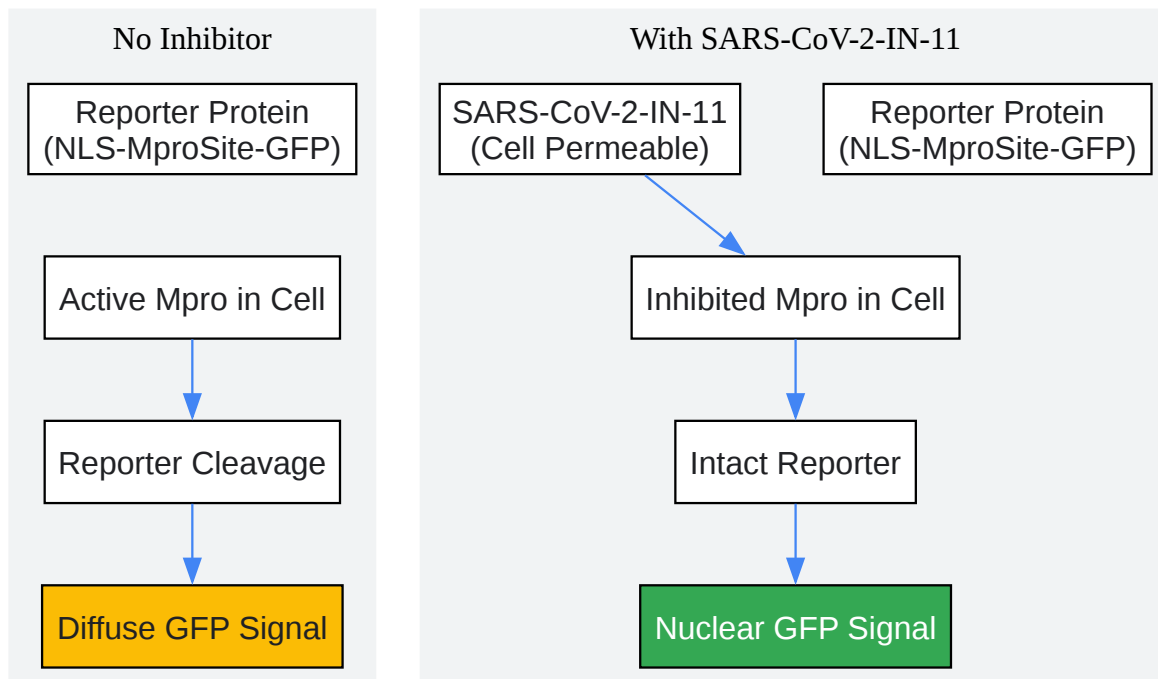 No Inhibitor
Reporter Protein
(NLS-MproSite-GFP)
Active Mpro in Cell
Reporter Cleavage
Diffuse GFP Signal
With SARS-CoV-2-IN-11
SARS-CoV-2-IN-11
(Cell Permeable)
Reporter Protein
(NLS-MproSite-GFP)
Inhibited Mpro in Cell
Intact Reporter
Nuclear GFP Signal